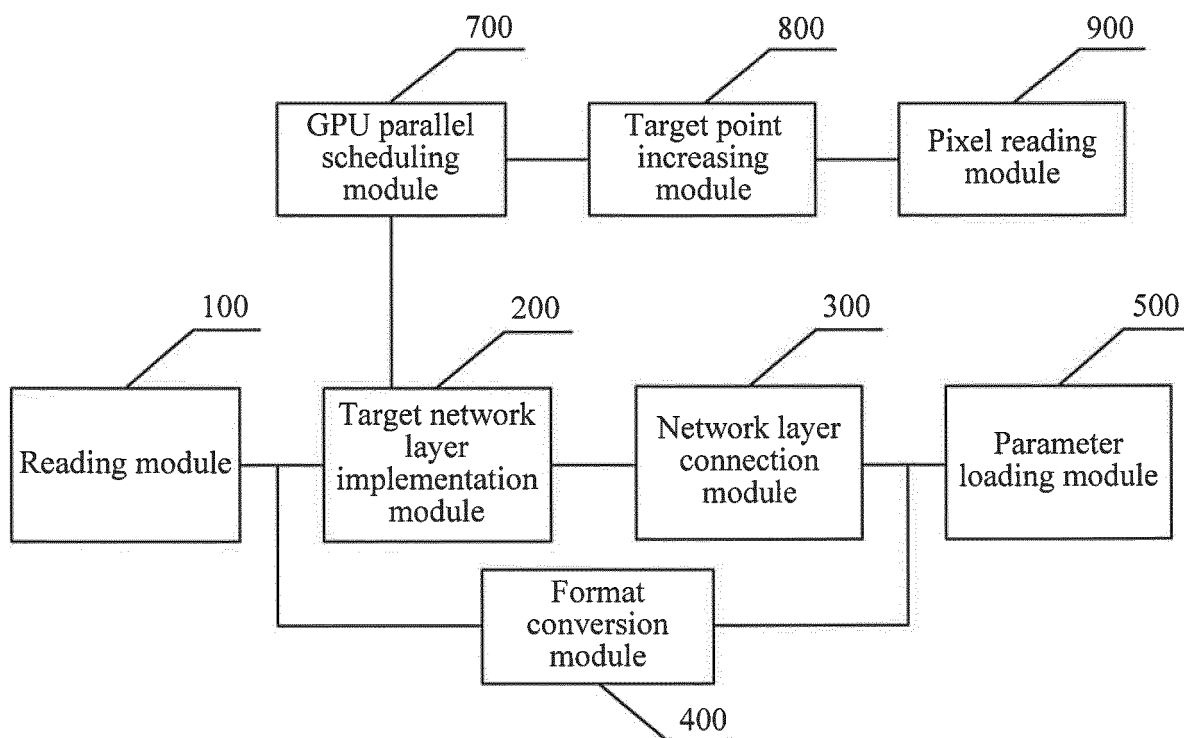 700
800
900
GPU parallel
scheduling
module
Target point
increasing
module
Pixel reading
module
100
200
300
500
Reading module
Target network
layer
implementation
module
Network layer
connection
module
Parameter
loading module
Format
conversion
module
400